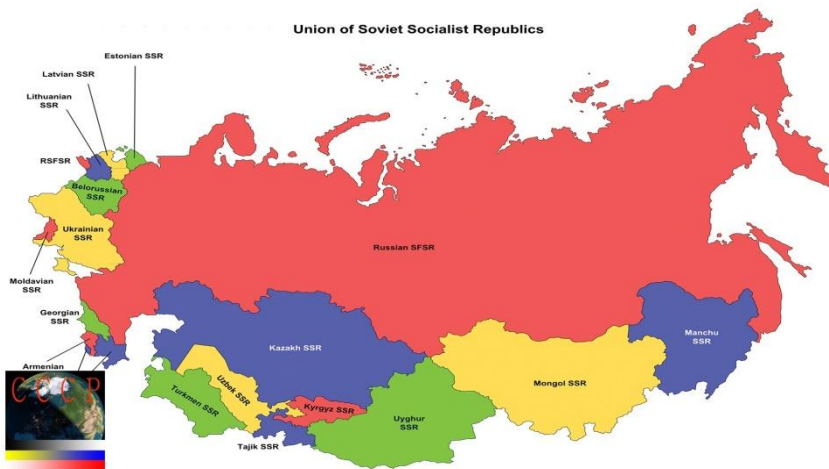 Union of Soviet Socialist Republics
Estonian SSR
Latvian SSR
Lithuanian
SSR
RSFSR
Belorussian
SSR
Ukrainian
SSR
Russian SFSR
Moldavian
SSR
Georgian
SSR
Armenian
Kazakh SSR
Manchu
SSR
Mongol SSR
Uzbek SSR
Turkmen SSR
Kyrgyz SSR
Uyghur
SSR
Tajik SSR
CCCP